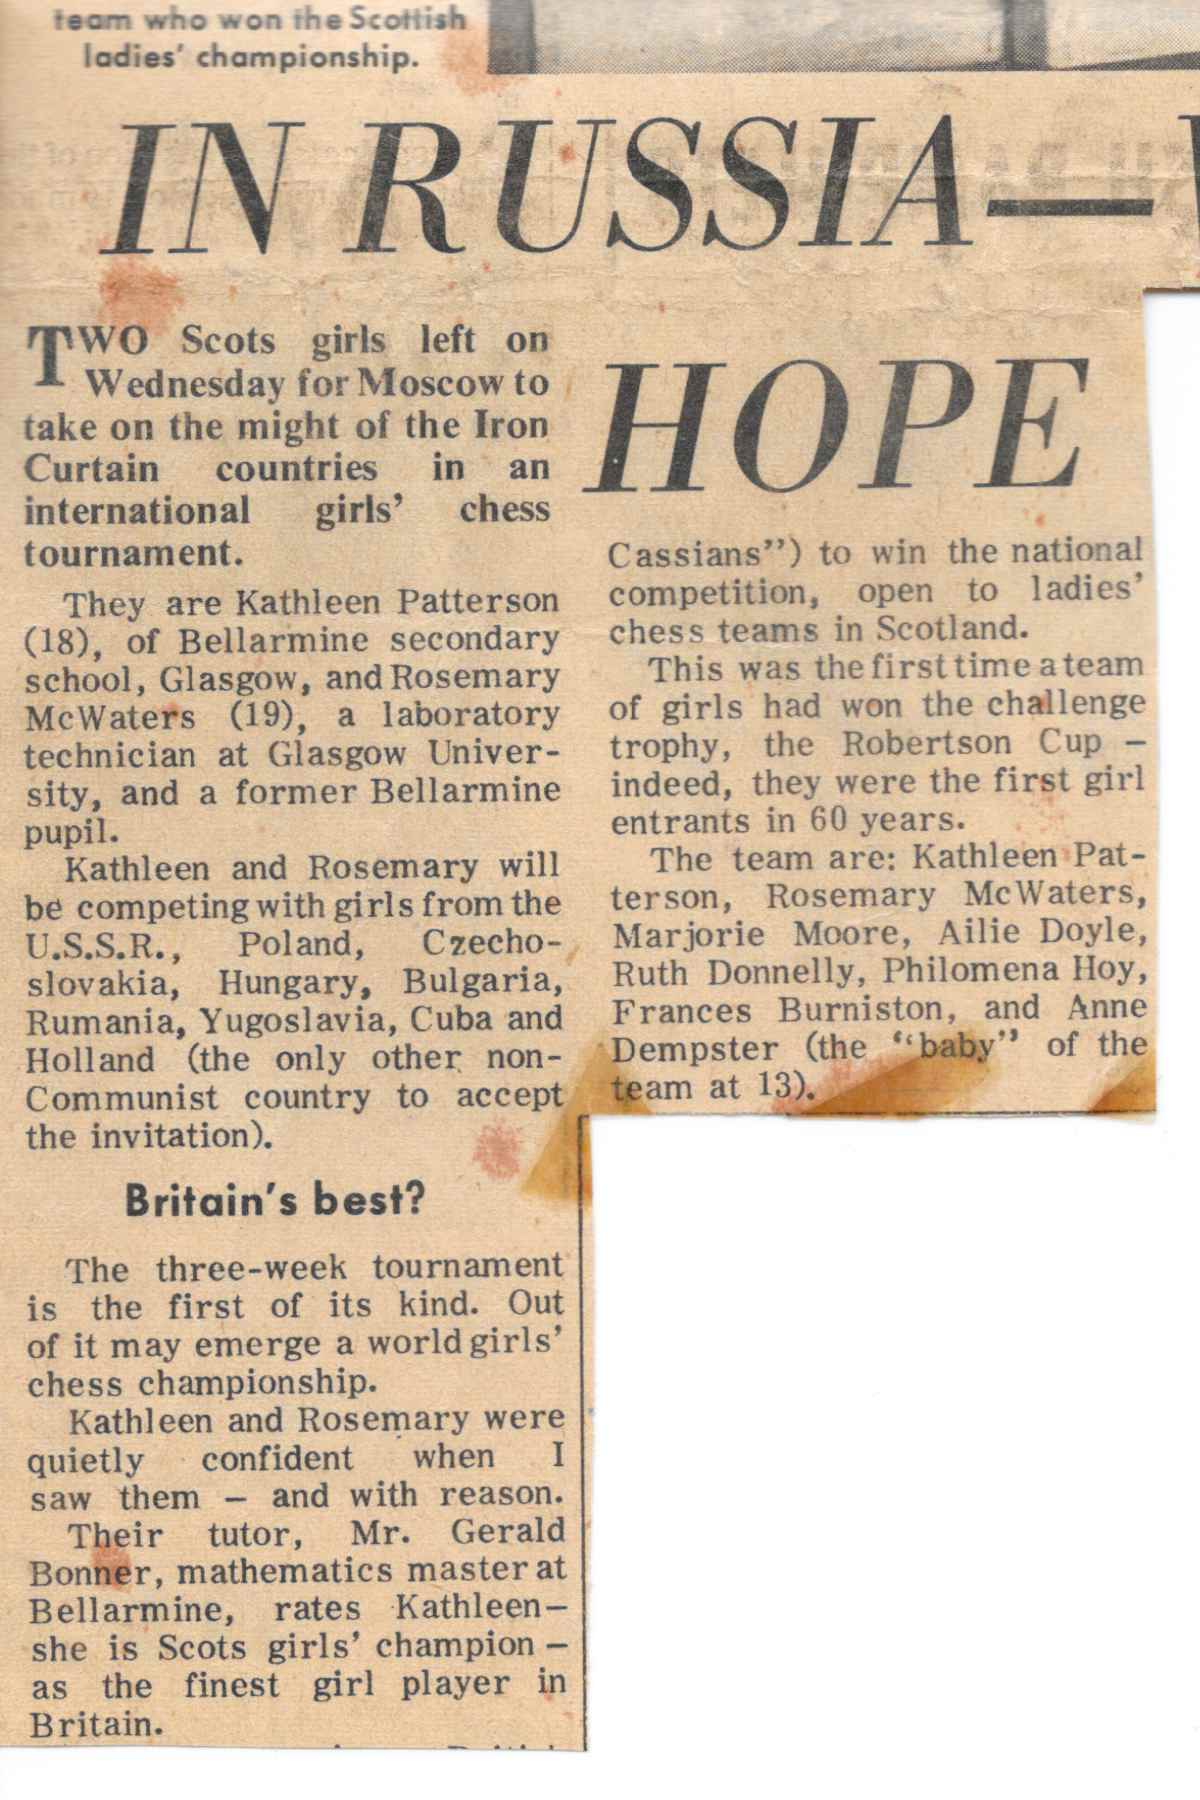 team who won the Scottish
ladies' championship.
IN RUSSIA—
HOPE
TWO Scots girls left on
Wednesday for Moscow to
take on the might of the Iron
Curtain countries in an
international girls' chess
tournament.
They are Kathleen Patterson
(18), of Bellarmine secondary
school, Glasgow, and Rosemary
McWaters (19), a laboratory
technician at Glasgow Univer-
sity, and a former Bellarmine
pupil.
Kathleen and Rosemary will
be competing with girls from the
U.S.S.R., Poland, Czecho-
slovakia, Hungary, Bulgaria,
Rumania, Yugoslavia, Cuba and
Holland (the only other non-
Communist country to accept
the invitation).
Britain's best?
The three-week tournament
is the first of its kind. Out
of it may emerge a world girls'
chess championship.
Kathleen and Rosemary were
quietly confident when I
saw them – and with reason.
Their tutor, Mr. Gerald
Bonner, mathematics master at
Bellarmine, rates Kathleen–
she is Scots girls' champion –
as the finest girl player in
Britain.
Cassians") to win the national
competition, open to ladies'
chess teams in Scotland.
This was the first time a team
of girls had won the challenge
trophy, the Robertson Cup –
indeed, they were the first girl
entrants in 60 years.
The team are: Kathleen Pat-
terson, Rosemary McWaters,
Marjorie Moore, Ailie Doyle,
Ruth Donnelly, Philomena Hoy,
Frances Burniston, and Anne
Dempster (the "baby" of the
team at 13).